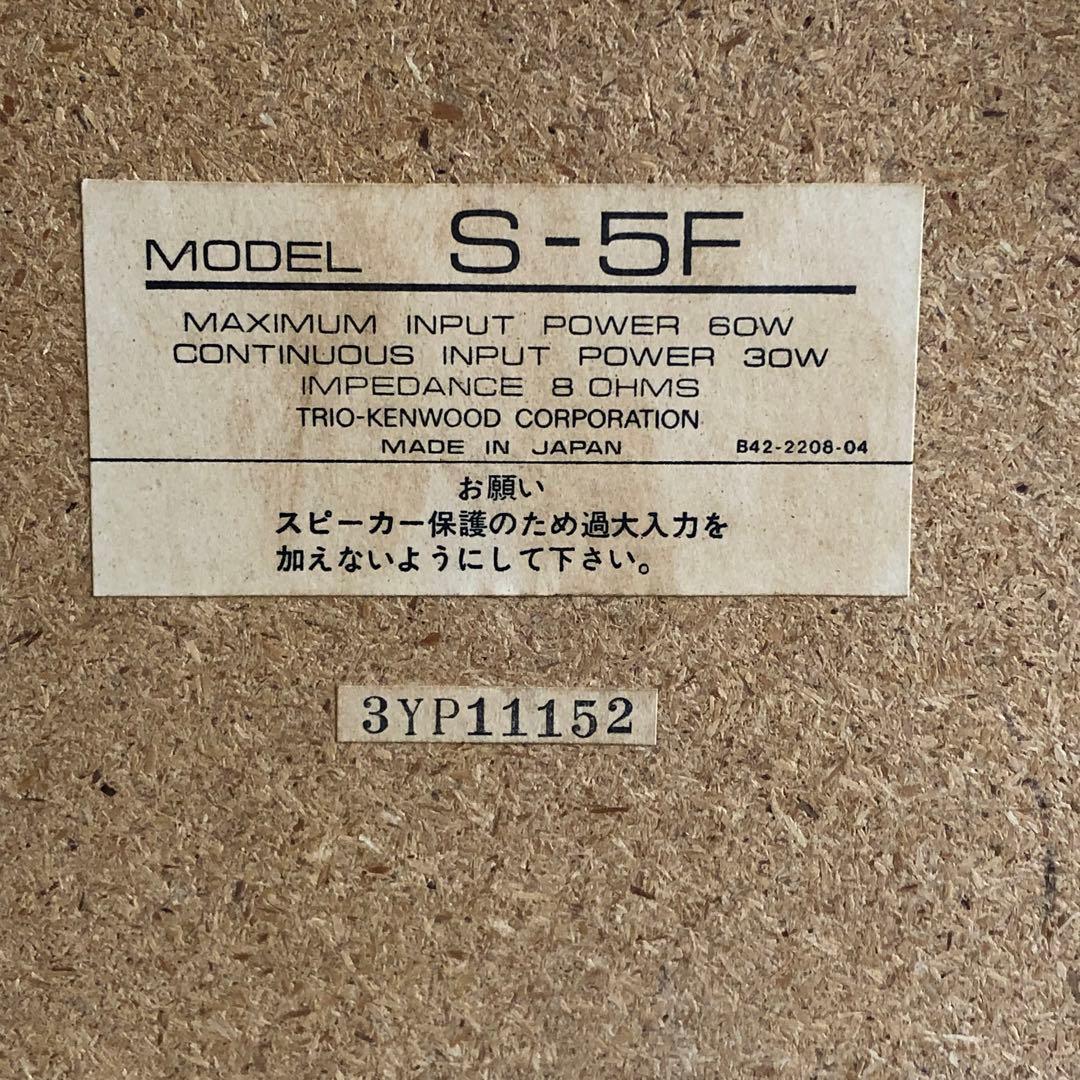 MODEL S-5F
MAXIMUM INPUT POWER 60W
CONTINUOUS INPUT POWER 30W
IMPEDANCE 8 OHMS
TRIO-KENWOOD CORPORATION
MADE IN JAPAN B42-2208-04
お願い
スピーカー保護のため過大入力を
加えないようにして下さい。
3YP11152